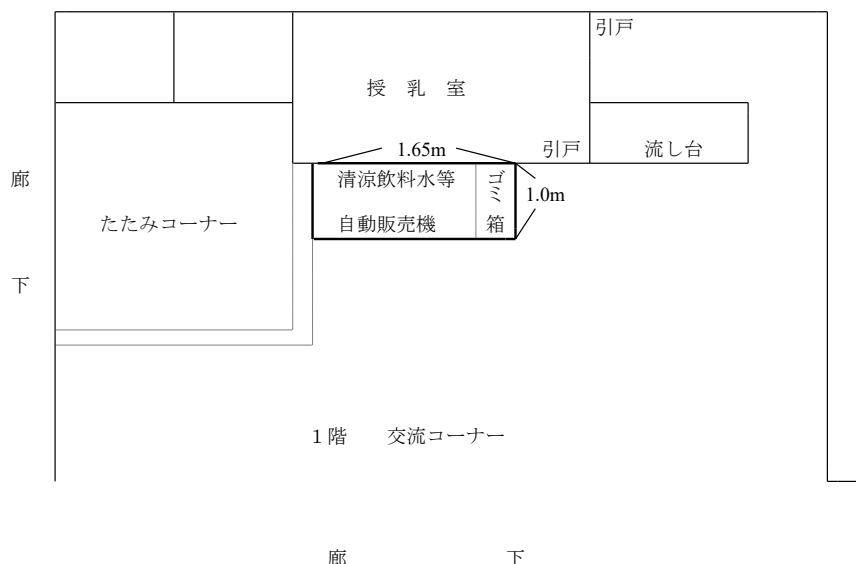 引戸
授 乳 室
1.65m
引戸
流し台
清涼飲料水等
自動販売機
ゴミ箱
1.0m
たたみコーナー
廊 下
1階 交流コーナー
廊 下